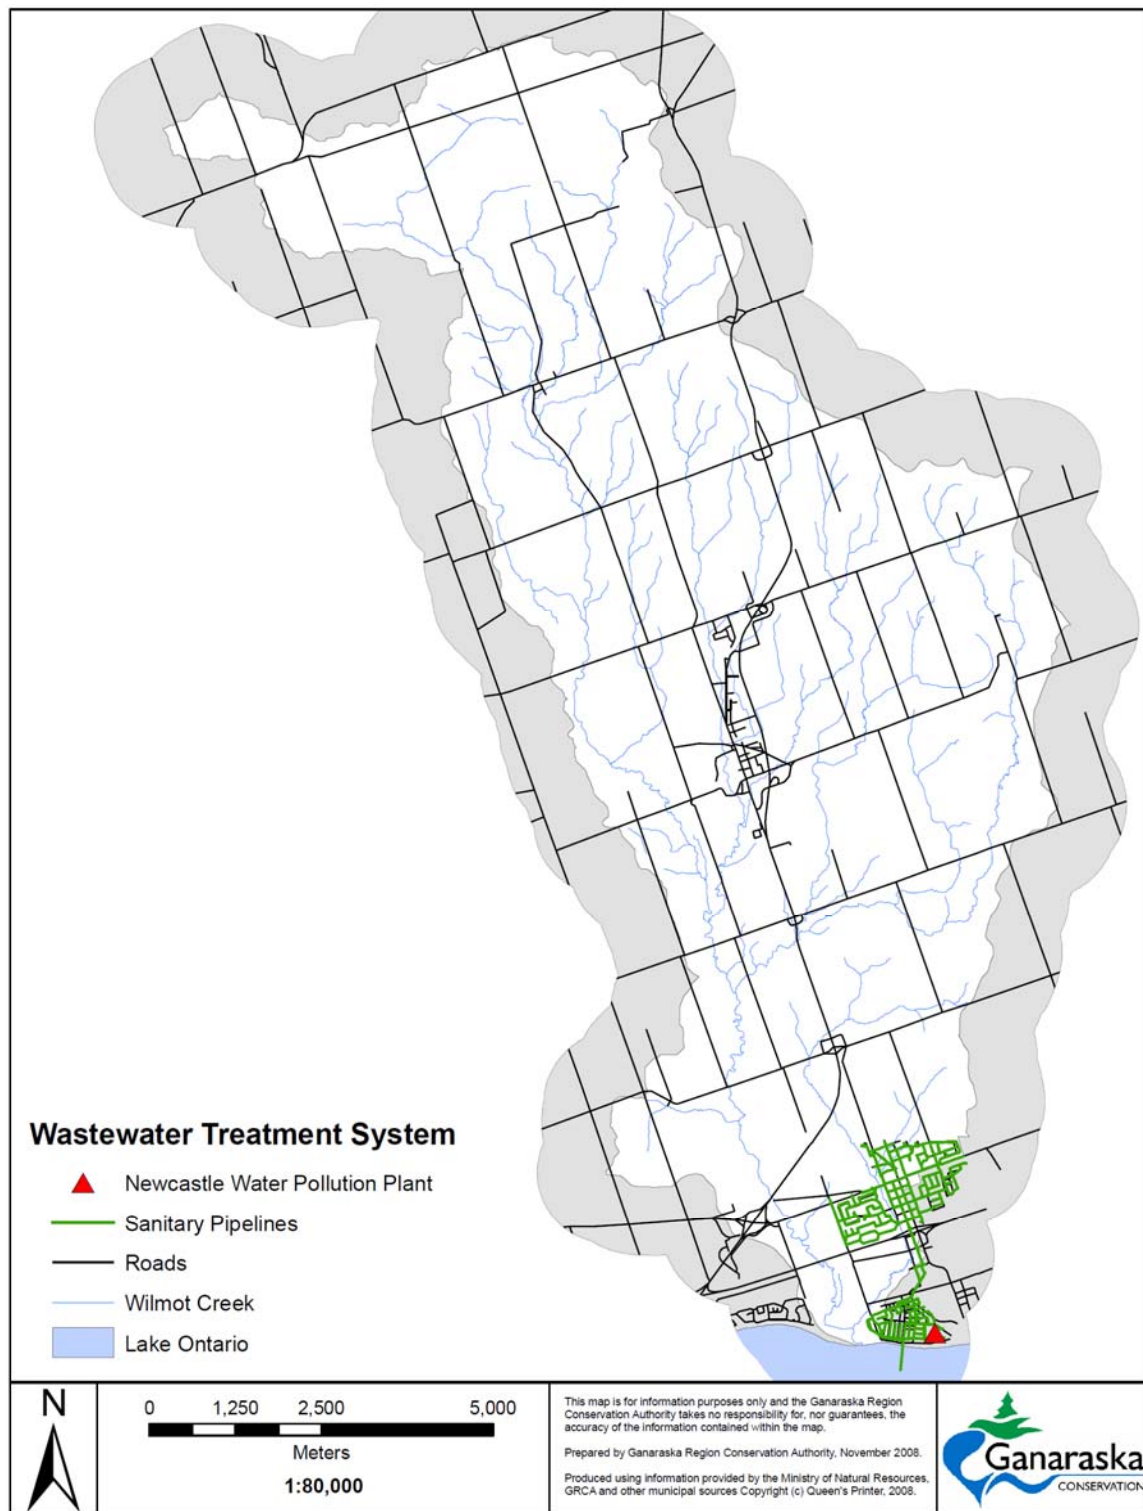 Wastewater Treatment System
Newcastle Water Pollution Plant
Sanitary Pipelines
Roads
Wilmot Creek
Lake Ontario
N
0 1,250 2,500 5,000
Meters
1:80,000
This map is for information purposes only and the Ganaraska Region
Conservation Authority takes no responsibility for, nor guarantees, the
accuracy of the information contained within the map.
Prepared by Ganaraska Region Conservation Authority, November 2008.
Produced using information provided by the Ministry of Natural Resources,
GRCA and other municipal sources Copyright (c) Queen's Printer, 2008.
Ganaraska
CONSERVATION